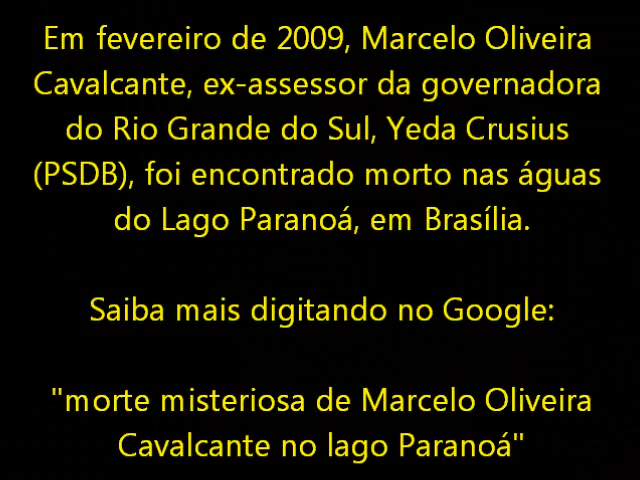 Em fevereiro de 2009, Marcelo Oliveira
Cavalcante, ex-assessor da governadora
do Rio Grande do Sul, Yeda Crusius
(PSDB), foi encontrado morto nas águas
do Lago Paranoá, em Brasília.
Saiba mais digitando no Google:
"morte misteriosa de Marcelo Oliveira
Cavalcante no lago Paranoá"